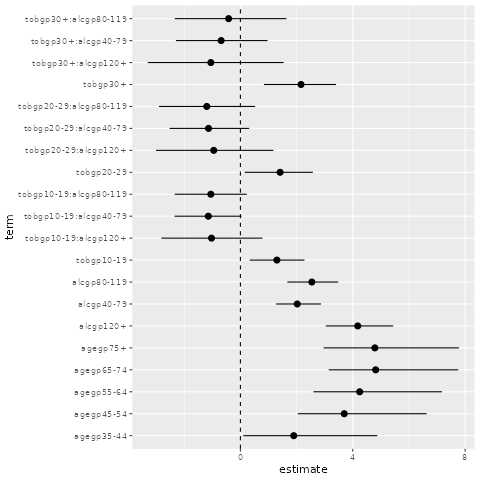 term
tobgp30+:alcgp80-119
tobgp30+:alcgp40-79
tobgp30+:alcgp120+
tobgp30+
tobgp20-29:alcgp80-119
tobgp20-29:alcgp40-79
tobgp20-29:alcgp120+
tobgp20-29
tobgp10-19:alcgp80-119
tobgp10-19:alcgp40-79
tobgp10-19:alcgp120+
tobgp10-19
alcgp80-119
alcgp40-79
alcgp120+
agegp75+
agegp65-74
agegp55-64
agegp45-54
agegp35-44
0 4 8
estimate